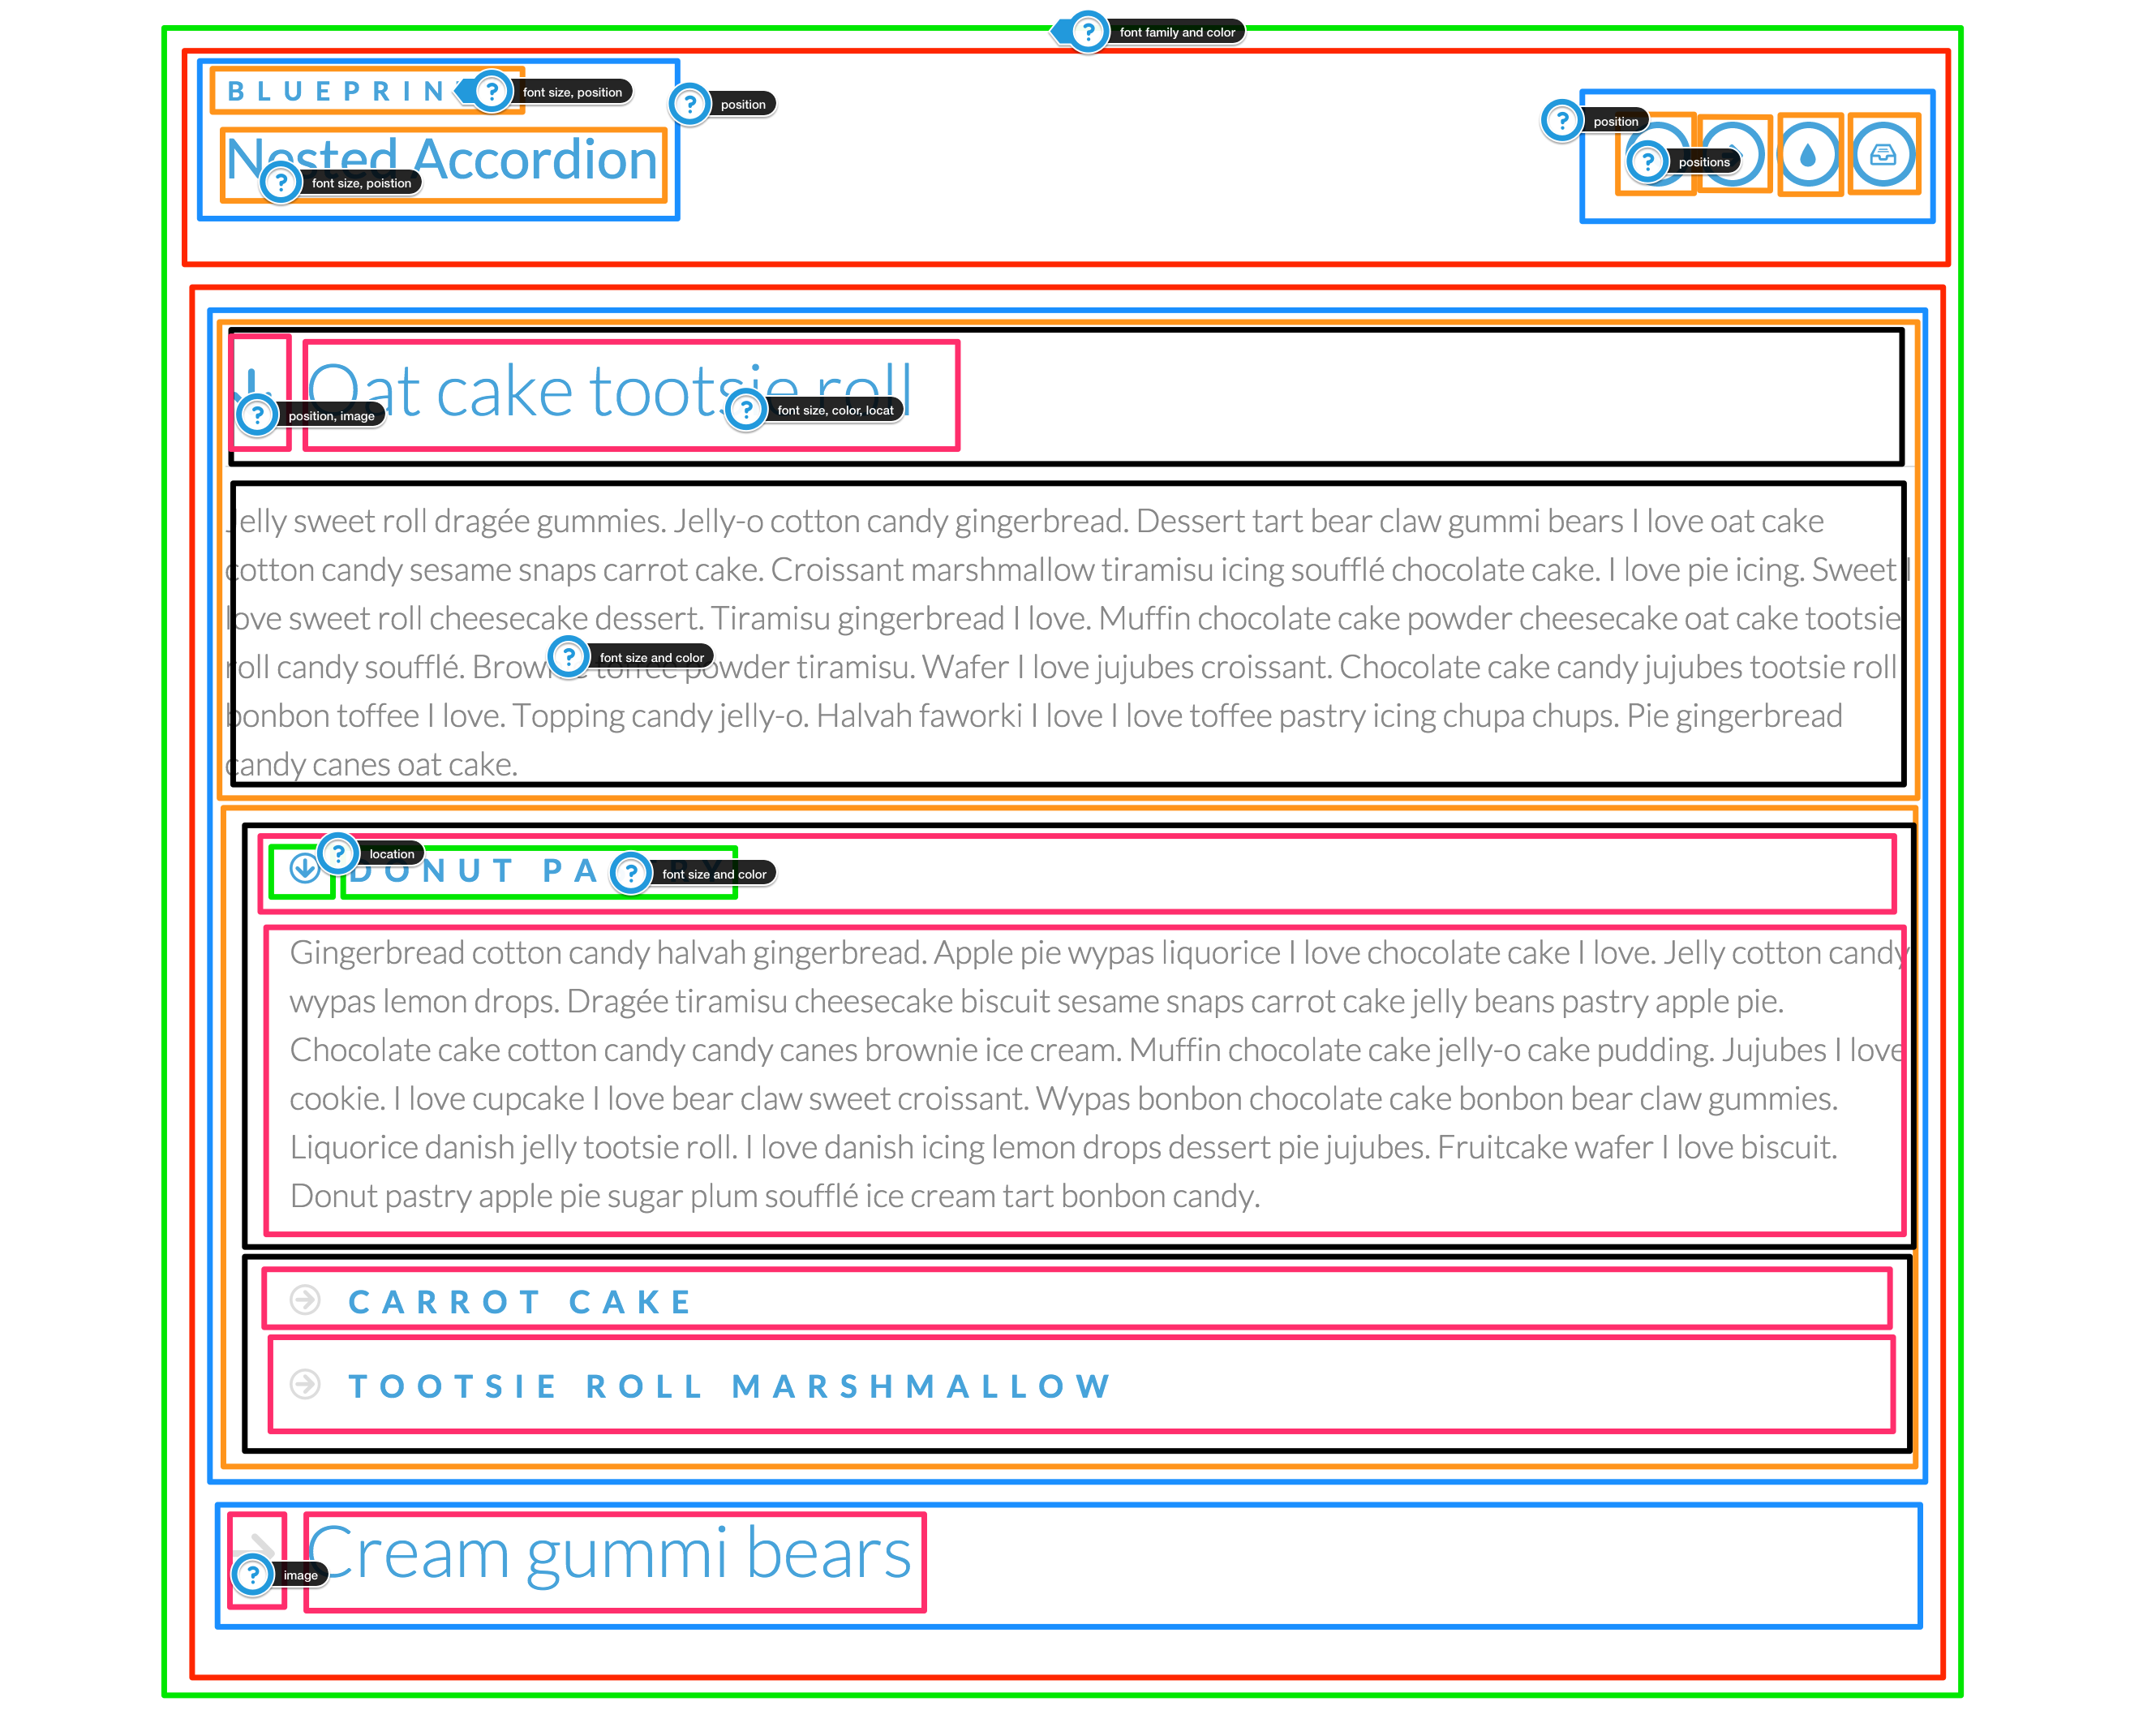 font family and color
BLUEPRIN
font size, position
position
position
Nested Accordion
positions
font size, poistion
Oat cake tootsie roll
position, image
font size, color, locat
Jelly sweet roll dragée gummies. Jelly-o cotton candy gingerbread. Dessert tart bear claw gummi bears I love oat cake
cotton candy sesame snaps carrot cake. Croissant marshmallow tiramisu icing soufflé chocolate cake. I love pie icing. Sweet I
love sweet roll cheesecake dessert. Tiramisu gingerbread I love. Muffin chocolate cake powder cheesecake oat cake tootsie
roll candy soufflé. Brownie toffee powder tiramisu. Wafer I love jujubes croissant. Chocolate cake candy jujubes tootsie roll
font size and color
bonbon toffee I love. Topping candy jelly-o. Halvah faworki I love I love toffee pastry icing chupa chups. Pie gingerbread
candy canes oat cake.
location
DONUT PA
font size and color
Gingerbread cotton candy halvah gingerbread. Apple pie wypas liquorice I love chocolate cake I love. Jelly cotton candy
wypas lemon drops. Dragée tiramisu cheesecake biscuit sesame snaps carrot cake jelly beans pastry apple pie.
Chocolate cake cotton candy candy canes brownie ice cream. Muffin chocolate cake jelly-o cake pudding. Jujubes I love
cookie. I love cupcake I love bear claw sweet croissant. Wypas bonbon chocolate cake bonbon bear claw gummies.
Liquorice danish jelly tootsie roll. I love danish icing lemon drops dessert pie jujubes. Fruitcake wafer I love biscuit.
Donut pastry apple pie sugar plum soufflé ice cream tart bonbon candy.
CARROT CAKE
TOOTSIE ROLL MARSHMALLOW
Cream gummi bears
image